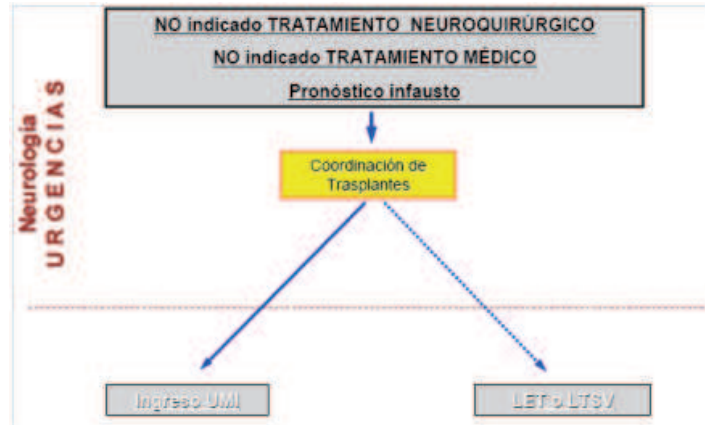 NO indicado TRATAMIENTO NEUROQUIRÚRGICO
NO indicado TRATAMIENTO MÉDICO
Pronóstico infausto
Neurología
URGENCIAS
Coordinación de
Trasplantes
Ingreso UMI
LET o LTSV